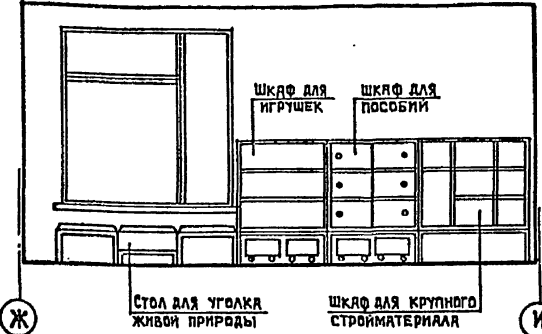 ШКАФ ДЛЯ
ИГРУШЕК
ШКАФ ДЛЯ
ПОСОБИЙ
СТОЛ ДЛЯ УГОЛКА
ЖИВОЙ ПРИРОДЫ
ШКАФ ДЛЯ КРУПНОГО
СТРОЙМАТЕРИАЛА
Ж
И